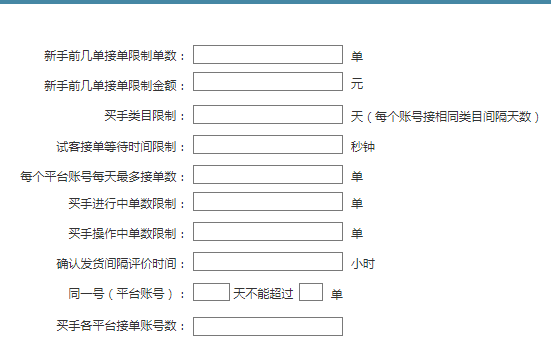 新手前几单接单限制单数： 单
新手前几单接单限制金额： 元
买手类目限制： 天（每个账号接相同类目间隔天数）
试客接单等待时间限制： 秒钟
每个平台账号每天最多接单数： 单
买手进行中单数限制： 单
买手操作中单数限制： 单
确认发货间隔评价时间： 小时
同一号（平台账号）： 天不能超过 单
买手各平台接单账号数：